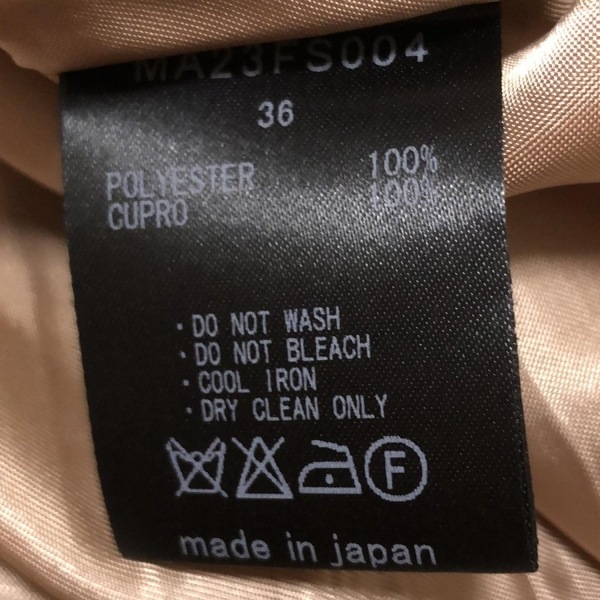 MA23FS004
36
POLYESTER 100%
CUPRO 100%
・DO NOT WASH
・DO NOT BLEACH
・COOL IRON
・DRY CLEAN ONLY
F
made in japan